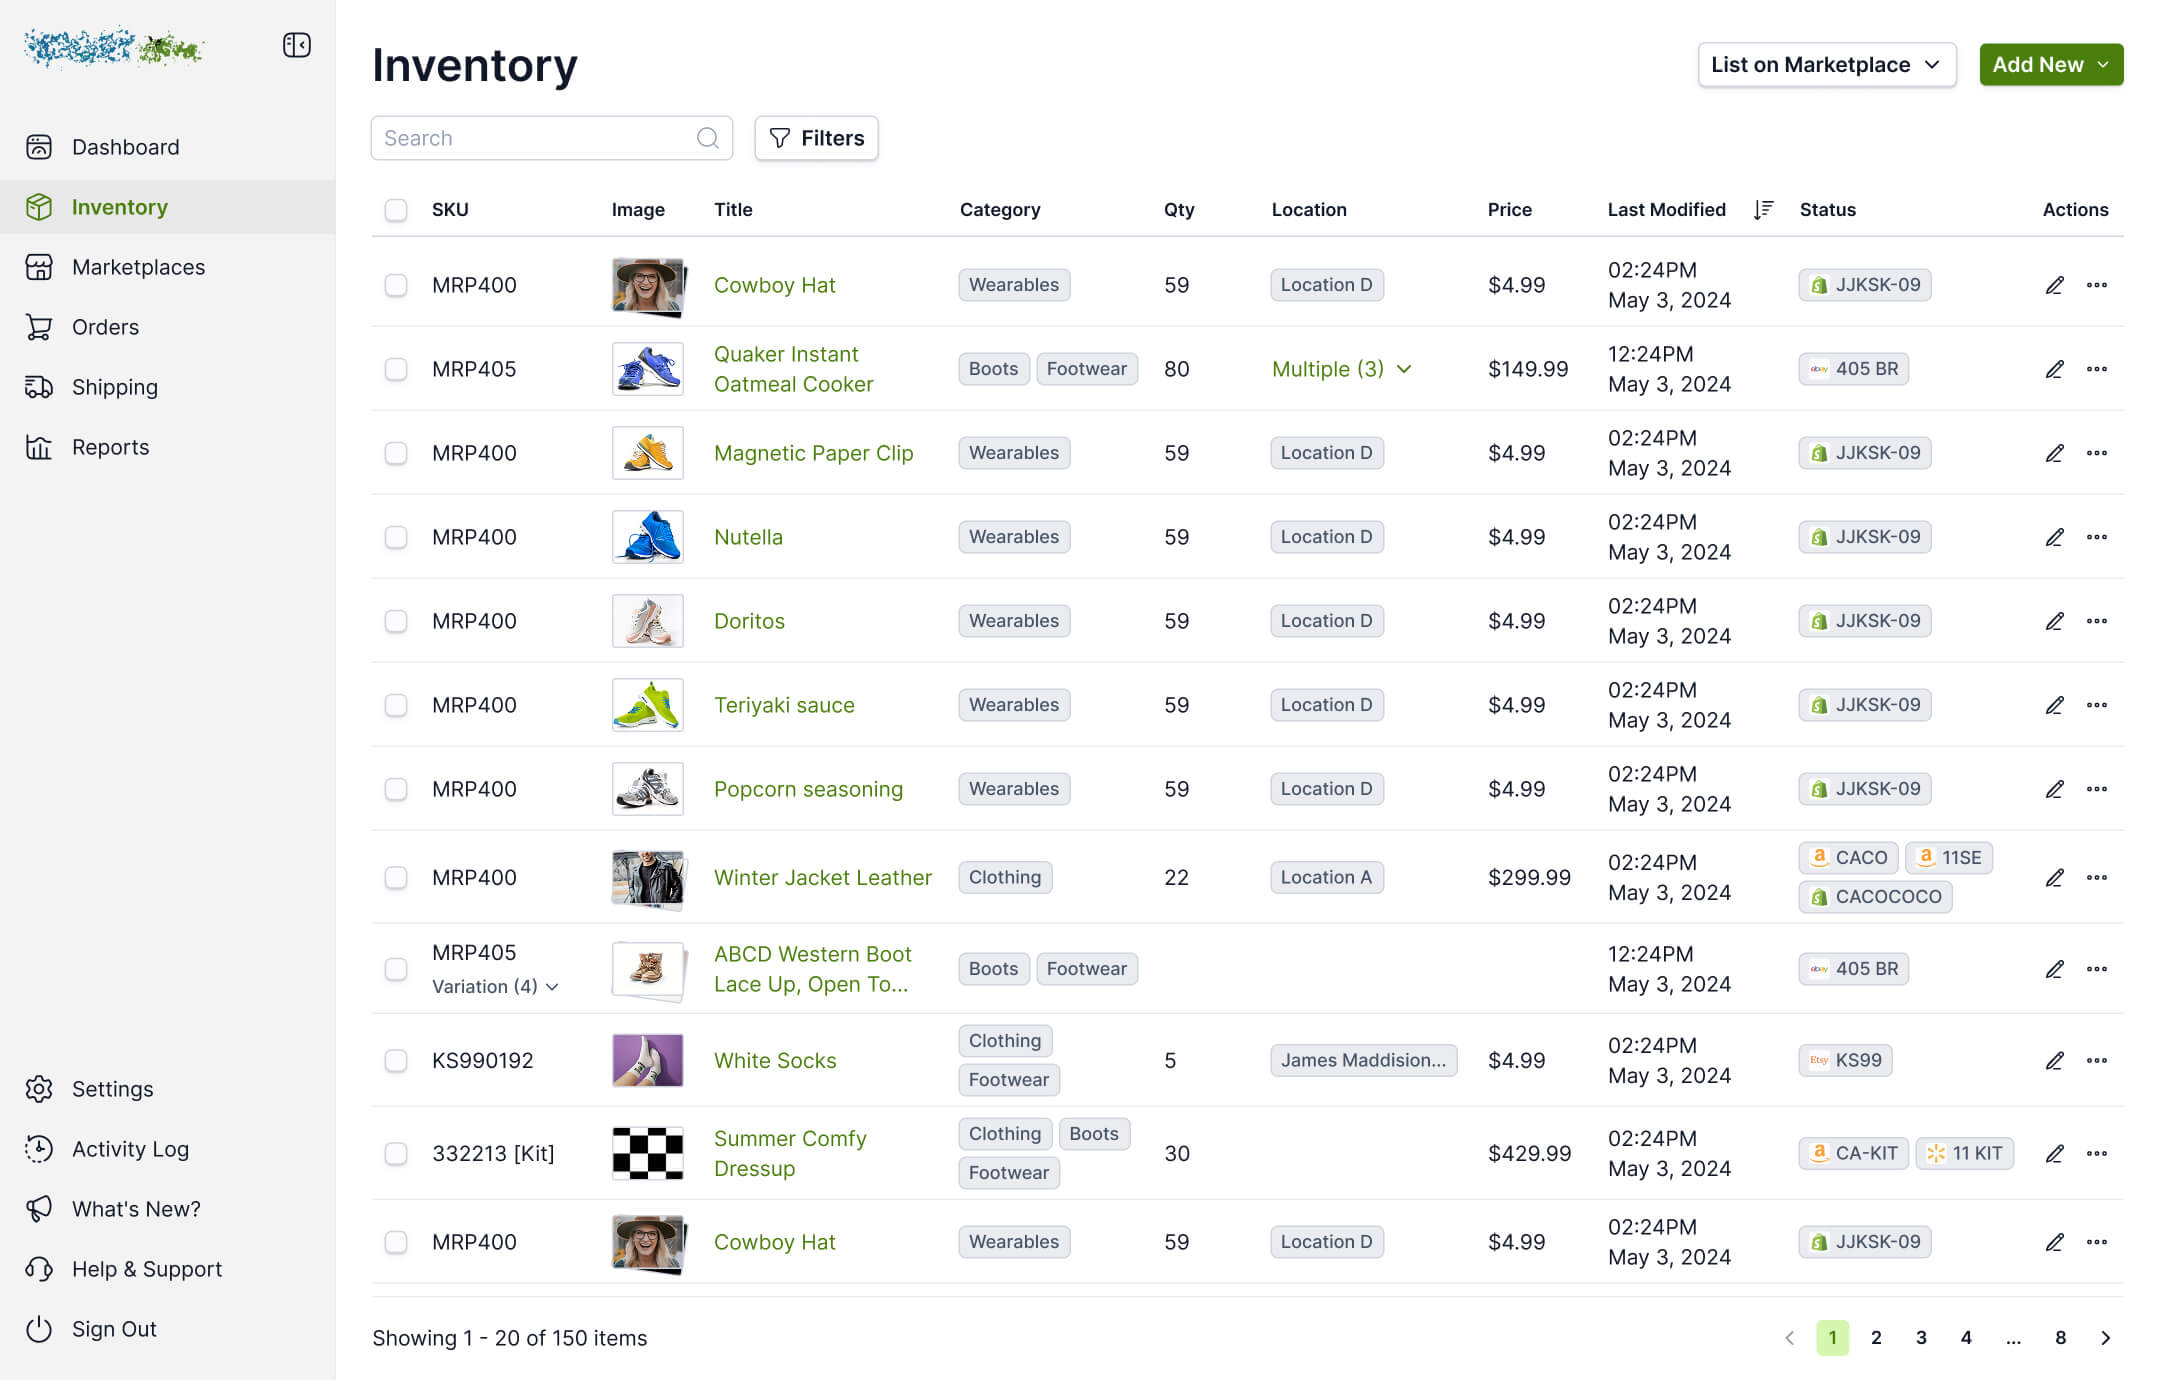 Inventory
List on Marketplace
Add New
Search
Filters
Dashboard
Inventory
Marketplaces
Orders
Shipping
Reports
Settings
Activity Log
What's New?
Help & Support
Sign Out
SKU Image Title Category Qty Location Price Last Modified Status Actions
MRP400 Cowboy Hat Wearables 59 Location D $4.99 02:24PM May 3, 2024 JJKSK-09
MRP405 Quaker Instant Oatmeal Cooker Boots Footwear 80 Multiple (3) $149.99 12:24PM May 3, 2024 ebay 405 BR
MRP400 Magnetic Paper Clip Wearables 59 Location D $4.99 02:24PM May 3, 2024 JJKSK-09
MRP400 Nutella Wearables 59 Location D $4.99 02:24PM May 3, 2024 JJKSK-09
MRP400 Doritos Wearables 59 Location D $4.99 02:24PM May 3, 2024 JJKSK-09
MRP400 Teriyaki sauce Wearables 59 Location D $4.99 02:24PM May 3, 2024 JJKSK-09
MRP400 Popcorn seasoning Wearables 59 Location D $4.99 02:24PM May 3, 2024 JJKSK-09
MRP400 Winter Jacket Leather Clothing 22 Location A $299.99 02:24PM May 3, 2024 CACO 11SE CACOCOCO
MRP405 Variation (4) ABCD Western Boot Lace Up, Open To... Boots Footwear 12:24PM May 3, 2024 ebay 405 BR
KS990192 White Socks Clothing Footwear 5 James Maddision... $4.99 02:24PM May 3, 2024 Etsy KS99
332213 [Kit] Summer Comfy Dressup Clothing Boots Footwear 30 $429.99 02:24PM May 3, 2024 CA-KIT 11 KIT
MRP400 Cowboy Hat Wearables 59 Location D $4.99 02:24PM May 3, 2024 JJKSK-09
Showing 1 - 20 of 150 items
1 2 3 4 ... 8